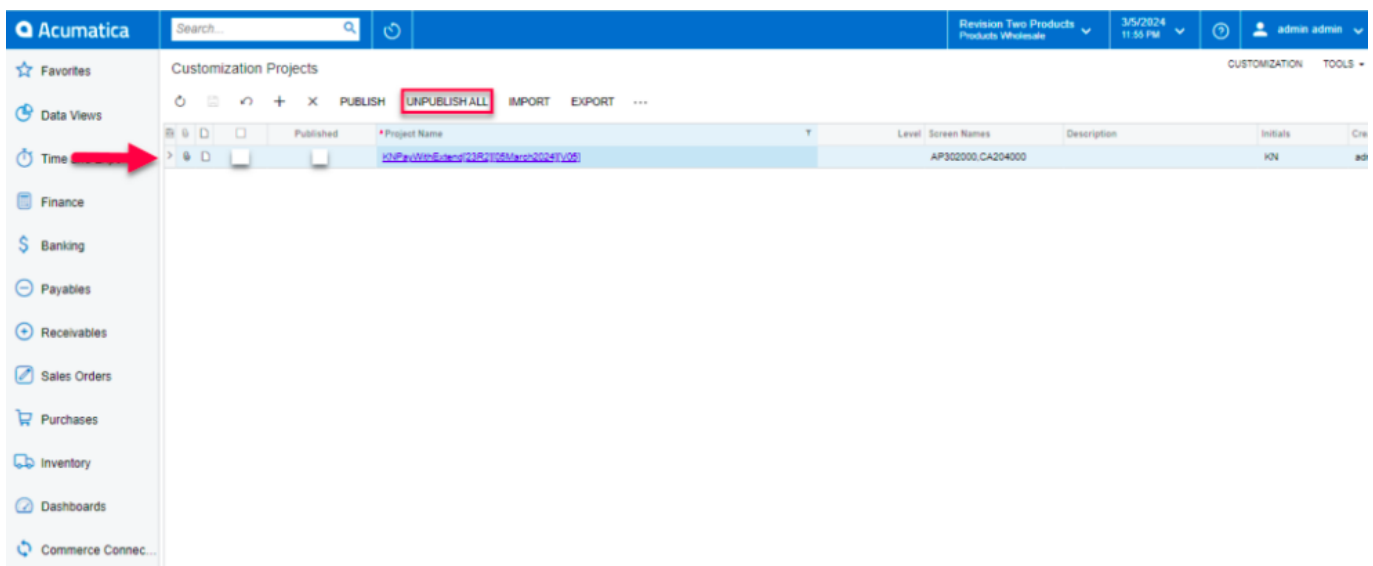 Acumatica
Search...
Revision Two Products
Products Wholesale
3/5/2024
11:55 PM
admin admin
Favorites
Data Views
Time
Finance
Banking
Payables
Receivables
Sales Orders
Purchases
Inventory
Dashboards
Commerce Connec...
Customization Projects
CUSTOMIZATION TOOLS
PUBLISH UNPUBLISH ALL IMPORT EXPORT ...
Published *Project Name Level Screen Names Description Initials Cre
KNPayWithExtend[23R2][05March2024][V05] AP302000,CA204000 KN adr